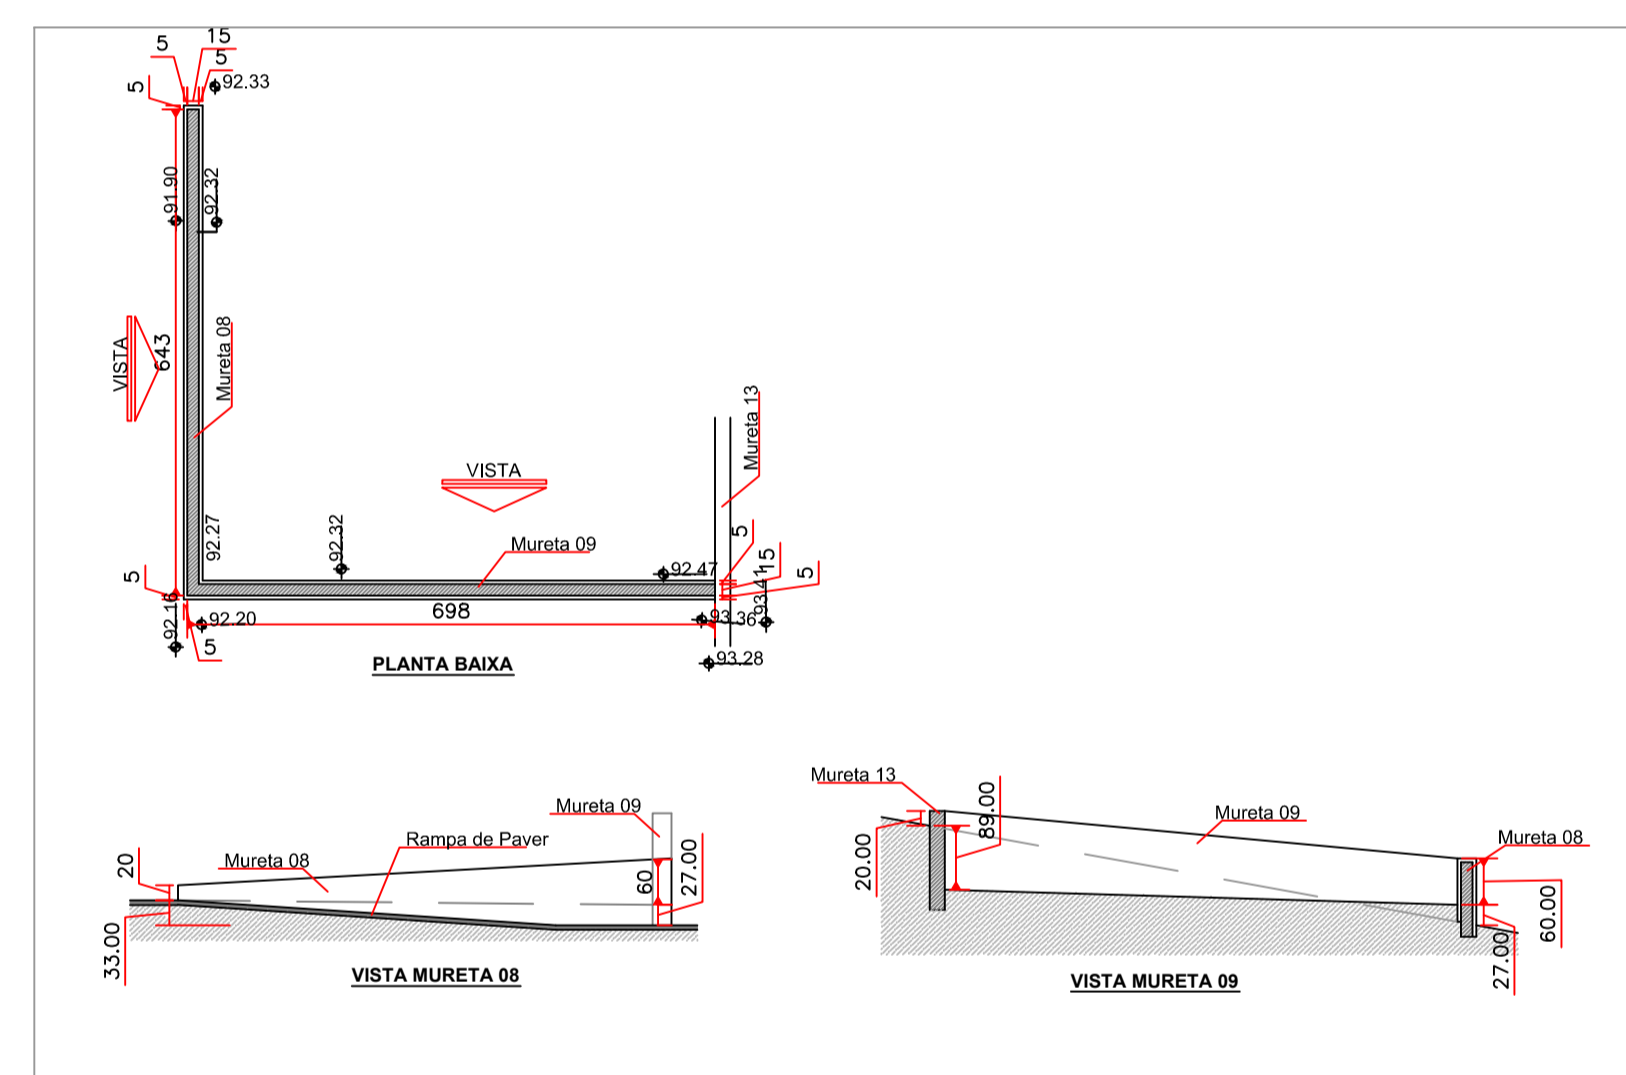 5
15
5
5
92.33
91.90
92.32
VISTA
643
Mureta 08
Mureta 13
VISTA
92.27
92.32
Mureta 09
92.47
5
15
5
5
92.16
92.20
5
698
93.36
93.41
93.28
PLANTA BAIXA
Mureta 09
Rampa de Paver
Mureta 08
20
33.00
60
27.00
VISTA MURETA 08
Mureta 13
89.00
20.00
Mureta 09
Mureta 08
60.00
27.00
VISTA MURETA 09